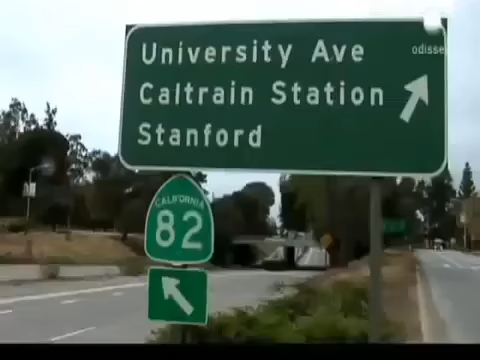 University Ave
Caltrain Station
Stanford
odisse
CALIFORNIA
82